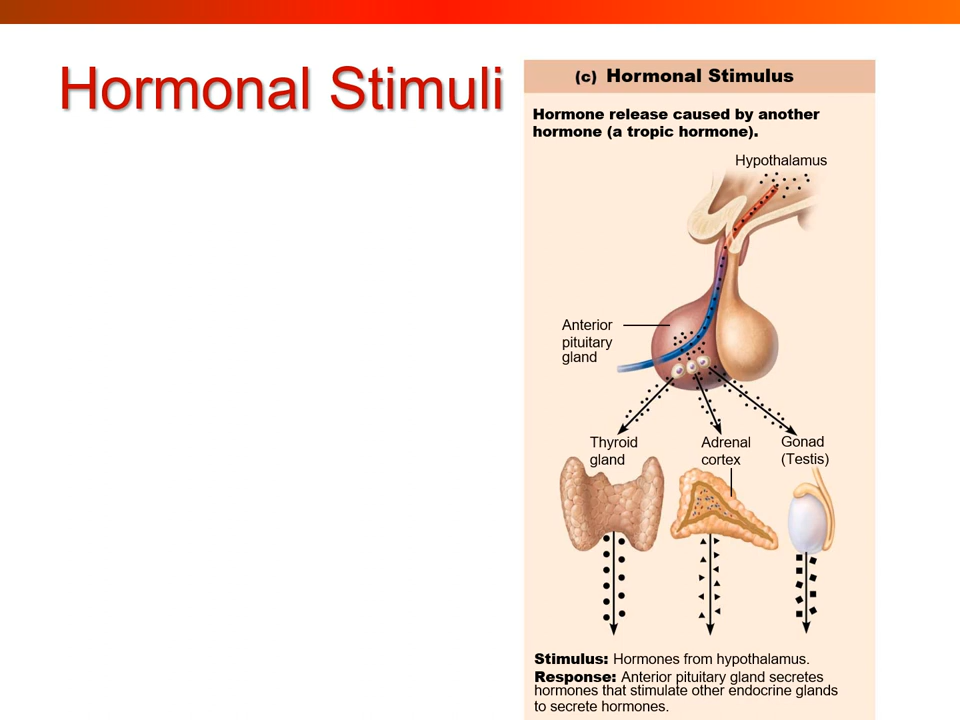 Hormonal Stimuli
(c) Hormonal Stimulus
Hormone release caused by another
hormone (a tropic hormone).
Hypothalamus
Anterior
pituitary
gland
Thyroid
gland
Adrenal
cortex
Gonad
(Testis)
Stimulus: Hormones from hypothalamus.
Response: Anterior pituitary gland secretes
hormones that stimulate other endocrine glands
to secrete hormones.